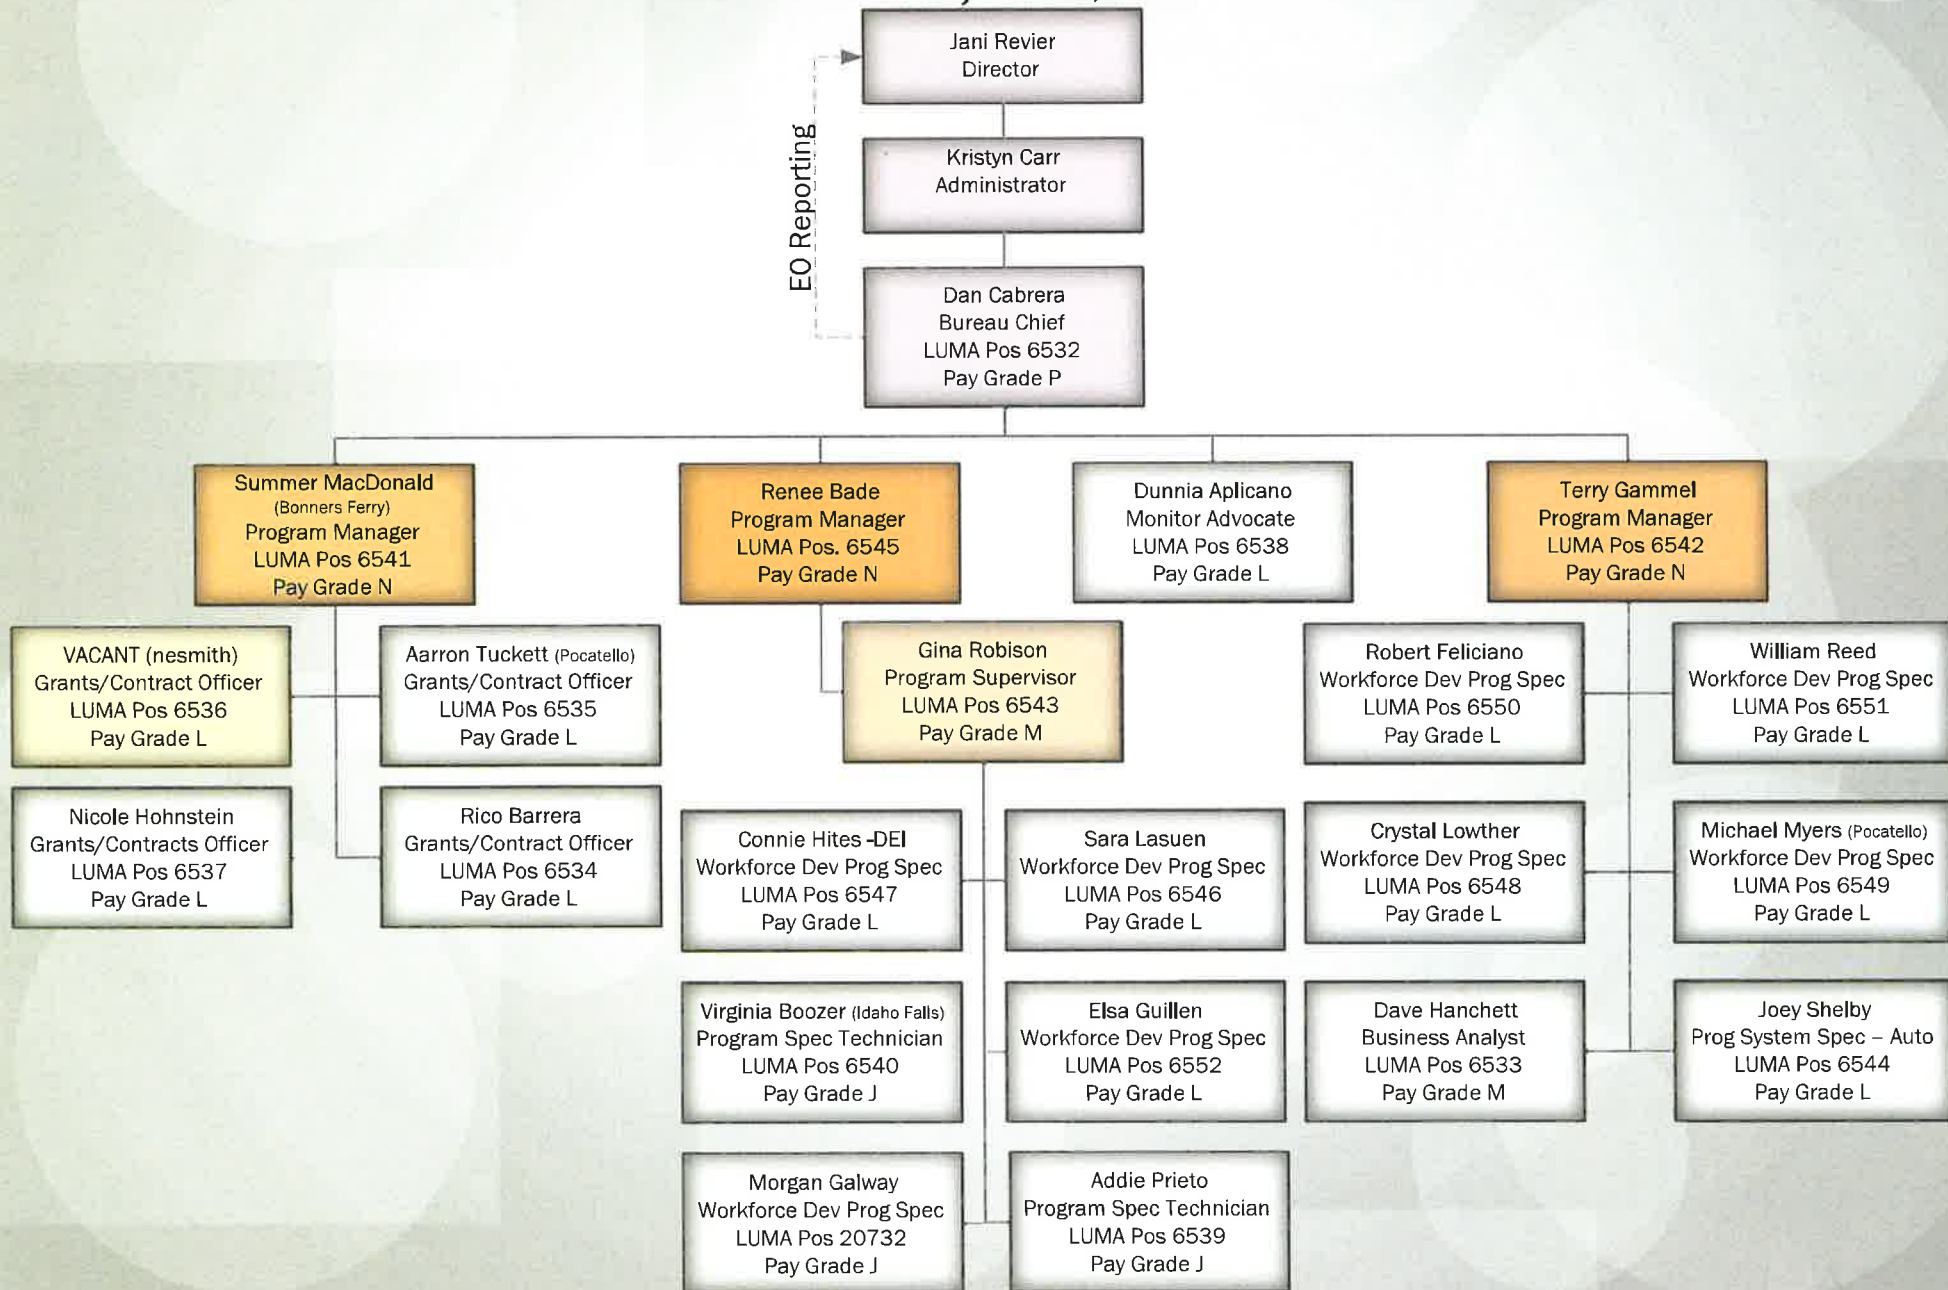 Jani Revier
Director
EO Reporting
Kristyn Carr
Administrator
Dan Cabrera
Bureau Chief
LUMA Pos 6532
Pay Grade P
Summer MacDonald
(Bonners Ferry)
Program Manager
LUMA Pos 6541
Pay Grade N
Renee Bade
Program Manager
LUMA Pos. 6545
Pay Grade N
Dunnia Aplicano
Monitor Advocate
LUMA Pos 6538
Pay Grade L
Terry Gammel
Program Manager
LUMA Pos 6542
Pay Grade N
VACANT (nesmith)
Grants/Contract Officer
LUMA Pos 6536
Pay Grade L
Aarron Tuckett (Pocatello)
Grants/Contract Officer
LUMA Pos 6535
Pay Grade L
Nicole Hohnstein
Grants/Contracts Officer
LUMA Pos 6537
Pay Grade L
Rico Barrera
Grants/Contract Officer
LUMA Pos 6534
Pay Grade L
Gina Robison
Program Supervisor
LUMA Pos 6543
Pay Grade M
Connie Hites -DEI
Workforce Dev Prog Spec
LUMA Pos 6547
Pay Grade L
Sara Lasuen
Workforce Dev Prog Spec
LUMA Pos 6546
Pay Grade L
Virginia Boozer (Idaho Falls)
Program Spec Technician
LUMA Pos 6540
Pay Grade J
Elsa Guillen
Workforce Dev Prog Spec
LUMA Pos 6552
Pay Grade L
Morgan Galway
Workforce Dev Prog Spec
LUMA Pos 20732
Pay Grade J
Addie Prieto
Program Spec Technician
LUMA Pos 6539
Pay Grade J
Robert Feliciano
Workforce Dev Prog Spec
LUMA Pos 6550
Pay Grade L
William Reed
Workforce Dev Prog Spec
LUMA Pos 6551
Pay Grade L
Crystal Lowther
Workforce Dev Prog Spec
LUMA Pos 6548
Pay Grade L
Michael Myers (Pocatello)
Workforce Dev Prog Spec
LUMA Pos 6549
Pay Grade L
Dave Hanchett
Business Analyst
LUMA Pos 6533
Pay Grade M
Joey Shelby
Prog System Spec – Auto
LUMA Pos 6544
Pay Grade L